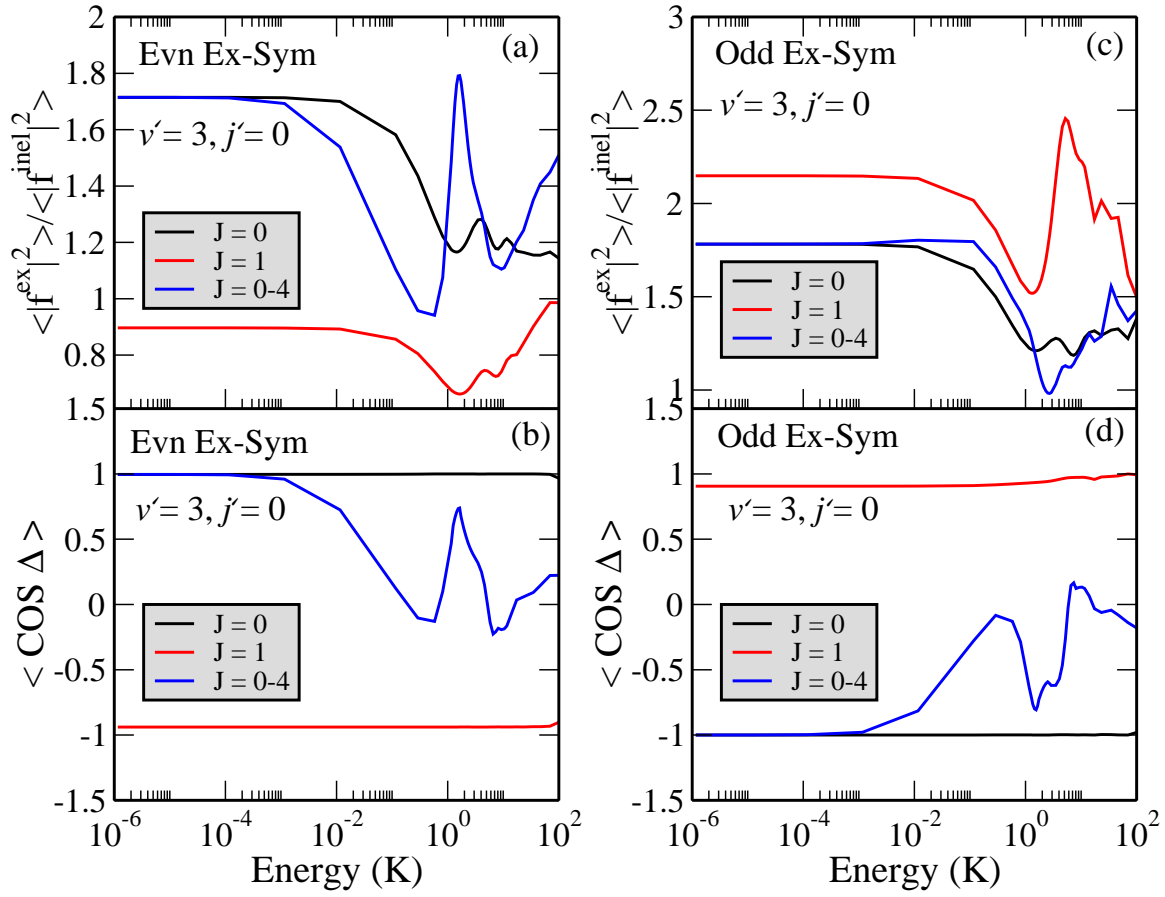 (a)
Evn Ex-Sym
v′= 3, j′= 0
<|f^ex|^2>/<|f^inel|^2>
2
1.8
1.6
1.4
1.2
1
0.8
J = 0
J = 1
J = 0-4
(c)
Odd Ex-Sym
v′= 3, j′= 0
<|f^ex|^2>/<|f^inel|^2>
3
2.5
2
1.5
1
J = 0
J = 1
J = 0-4
(b)
Evn Ex-Sym
v′= 3, j′= 0
< COS Δ >
1.5
1
0.5
0
-0.5
-1
-1.5
J = 0
J = 1
J = 0-4
10^-6 10^-4 10^-2 10^0 10^2
Energy (K)
(d)
Odd Ex-Sym
v′= 3, j′= 0
< COS Δ >
1.5
1
0.5
0
-0.5
-1
-1.5
J = 0
J = 1
J = 0-4
10^-6 10^-4 10^-2 10^0 10^2
Energy (K)